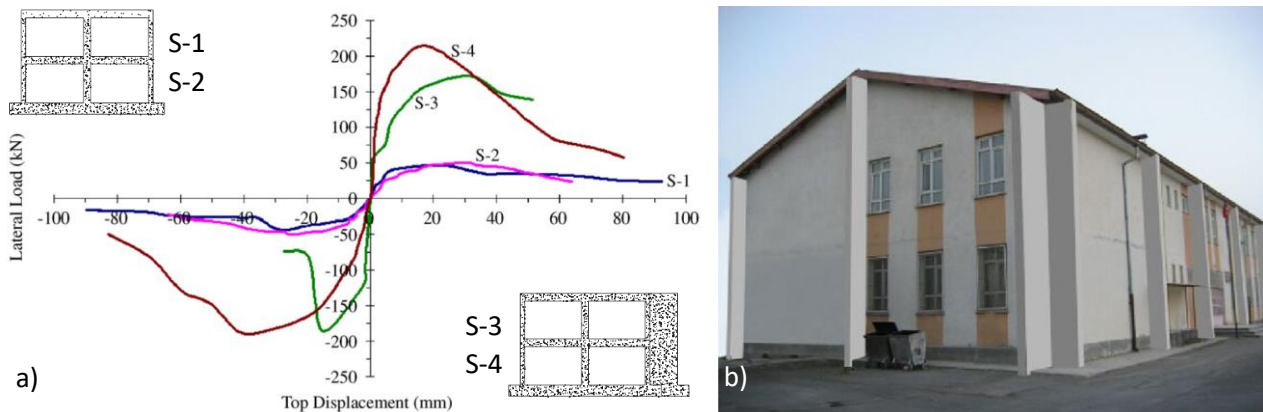 S-1
S-2
250
200
150
100
50
0
-50
-100
-150
-200
-250
-100 -80 -60 -40 -20 0 20 40 60 80 100
Lateral Load (kN)
Top Displacement (mm)
S-4
S-3
S-2
S-1
S-3
S-4
a)
b)